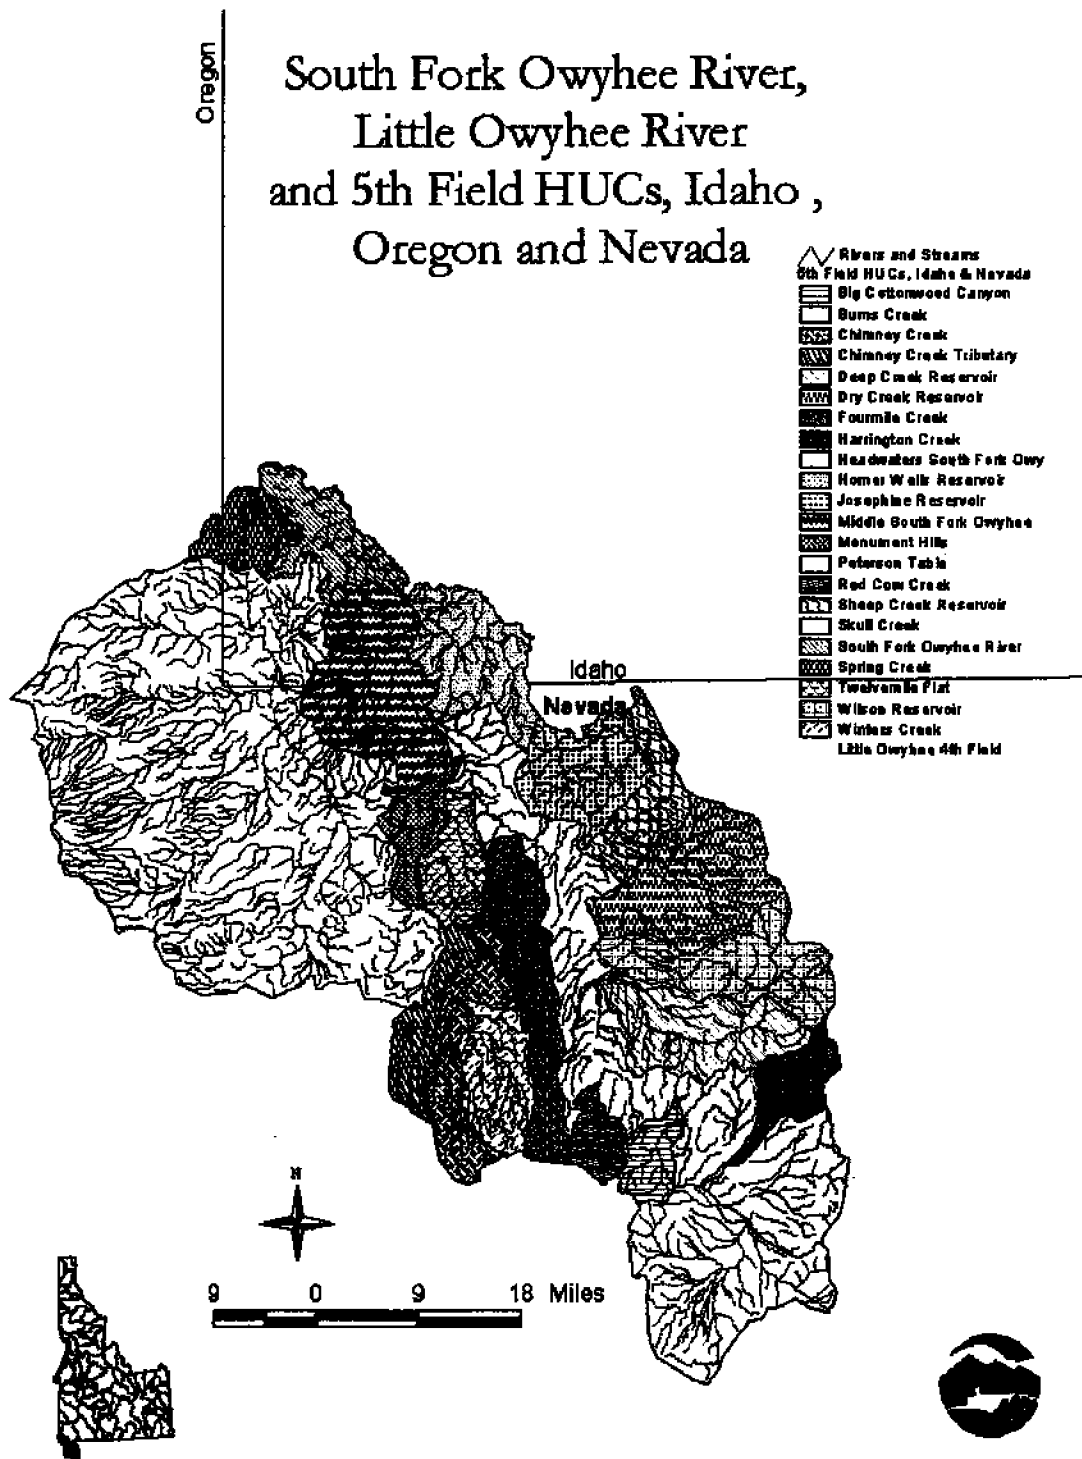 Oregon
South Fork Owyhee River,
Little Owyhee River
and 5th Field HUCs, Idaho ,
Oregon and Nevada
Rivers and Streams
5th Field HUCs, Idaho & Nevada
Big Cottonwood Canyon
Burns Creek
Chimney Creek
Chimney Creek Tributary
Deep Creek Reservoir
Dry Creek Reservoir
Fourmile Creek
Harrington Creek
Headwaters South Fork Owy
Homer Wells Reservoir
Josephine Reservoir
Middle South Fork Owyhee
Monument Hills
Peterson Table
Red Cow Creek
Sheep Creek Reservoir
Skull Creek
South Fork Owyhee River
Spring Creek
Twelvemile Flat
Wilson Reservoir
Winters Creek
Little Owyhee 4th Field
Idaho
Nevada
N
9 0 9 18 Miles